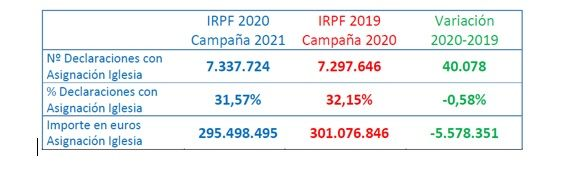 IRPF 2020 IRPF 2019 Variación
Campaña 2021 Campaña 2020 2020-2019
Nº Declaraciones con
Asignación Iglesia 7.337.724 7.297.646 40.078
% Declaraciones con
Asignación Iglesia 31,57% 32,15% -0,58%
Importe en euros
Asignación Iglesia 295.498.495 301.076.846 -5.578.351